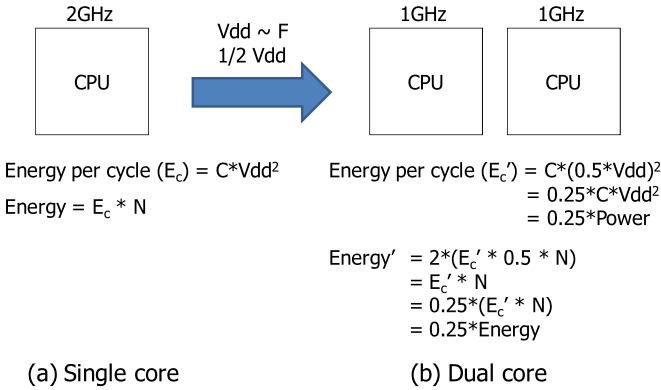 2GHz
CPU
Vdd ~ F
1/2 Vdd
1GHz
1GHz
CPU
CPU
Energy per cycle (Ec) = C*Vdd²
Energy = Ec * N
Energy per cycle (Ec′) = C*(0.5*Vdd)²
= 0.25*C*Vdd²
= 0.25*Power
Energy′ = 2*(Ec′ * 0.5 * N)
= Ec′ * N
= 0.25*(Ec′ * N)
= 0.25*Energy
(a) Single core
(b) Dual core